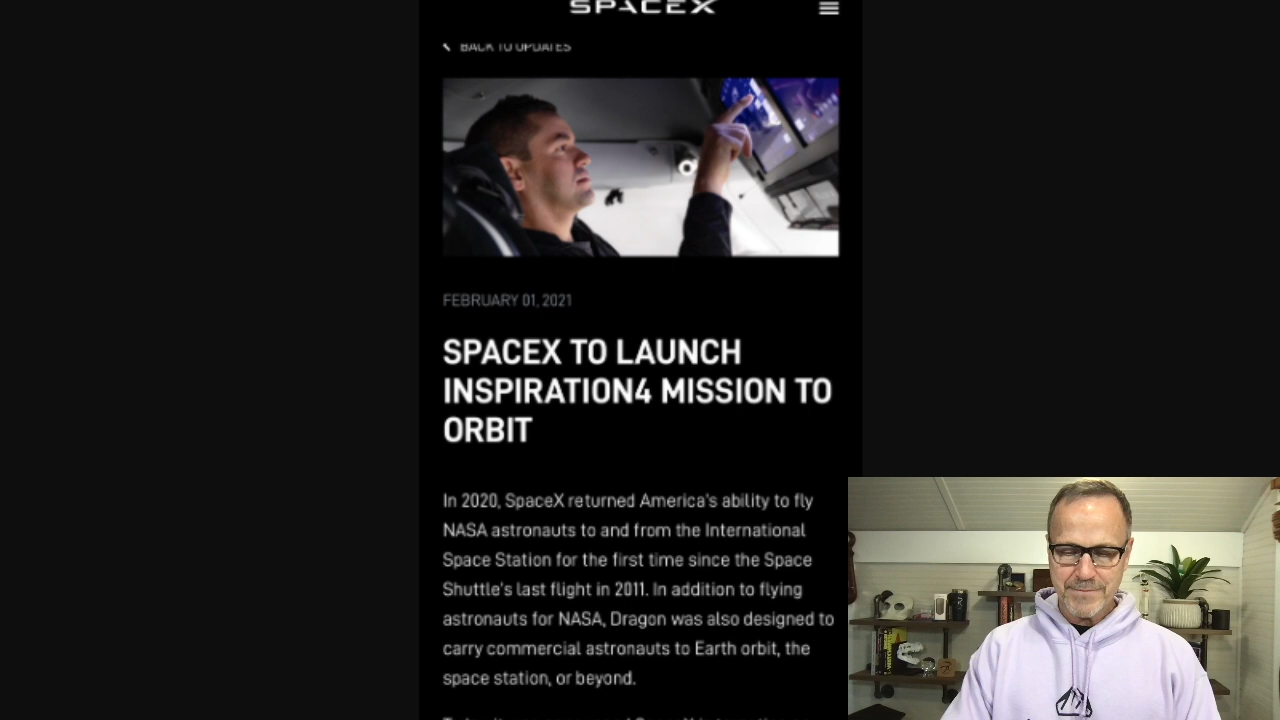 SPACEX
BACK TO UPDATES
FEBRUARY 01, 2021
SPACEX TO LAUNCH
INSPIRATION4 MISSION TO
ORBIT
In 2020, SpaceX returned America's ability to fly
NASA astronauts to and from the International
Space Station for the first time since the Space
Shuttle's last flight in 2011. In addition to flying
astronauts for NASA, Dragon was also designed to
carry commercial astronauts to Earth orbit, the
space station, or beyond.